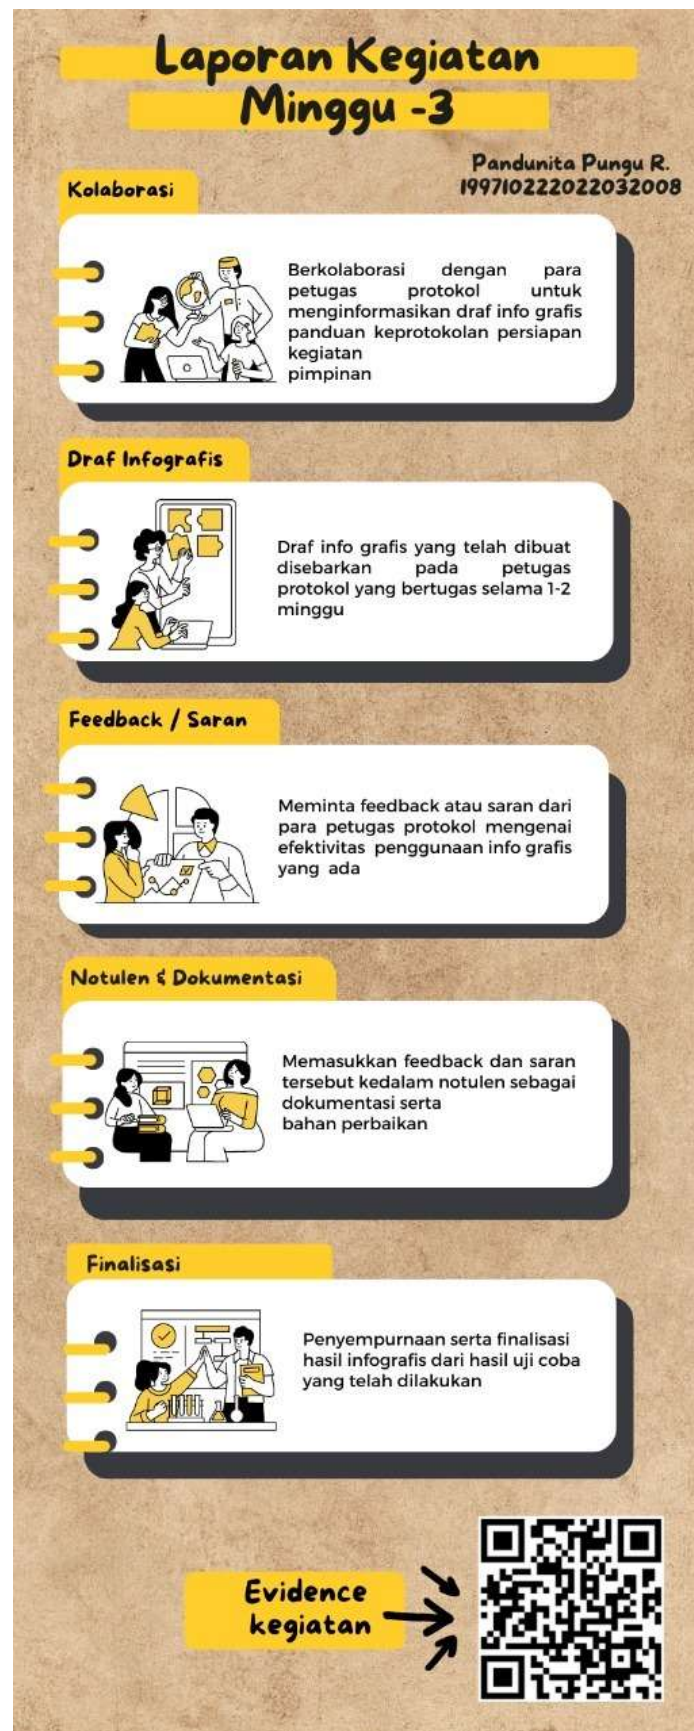 Laporan Kegiatan
Minggu -3
Pandunita Pungu R.
199710222022032008
Kolaborasi
Berkolaborasi dengan para
petugas protokol untuk
menginformasikan draf info grafis
panduan keprotokolan persiapan
kegiatan
pimpinan
Draf Infografis
Draf info grafis yang telah dibuat
disebarkan pada petugas
protokol yang bertugas selama 1-2
minggu
Feedback / Saran
Meminta feedback atau saran dari
para petugas protokol mengenai
efektivitas penggunaan info grafis
yang ada
Notulen & Dokumentasi
Memasukkan feedback dan saran
tersebut kedalam notulen sebagai
dokumentasi serta
bahan perbaikan
Finalisasi
Penyempurnaan serta finalisasi
hasil infografis dari hasil uji coba
yang telah dilakukan
Evidence
kegiatan